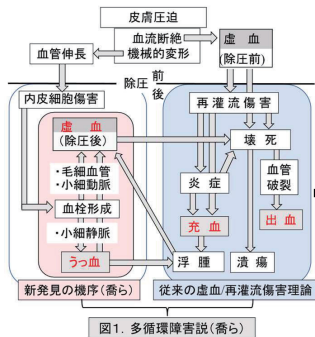 皮膚圧迫
血流断絶
機械的変形
血管伸長
虚血
(除圧前)
除圧
前
後
内皮細胞傷害
再灌流傷害
虚血
(除圧後)
壊死
・毛細血管
・小細動脈
炎症
血管
破裂
血栓形成
・小細静脈
充血
出血
うっ血
浮腫
潰瘍
新発見の機序(喬ら)
従来の虚血/再灌流傷害理論
図1. 多循環障害説(喬ら)